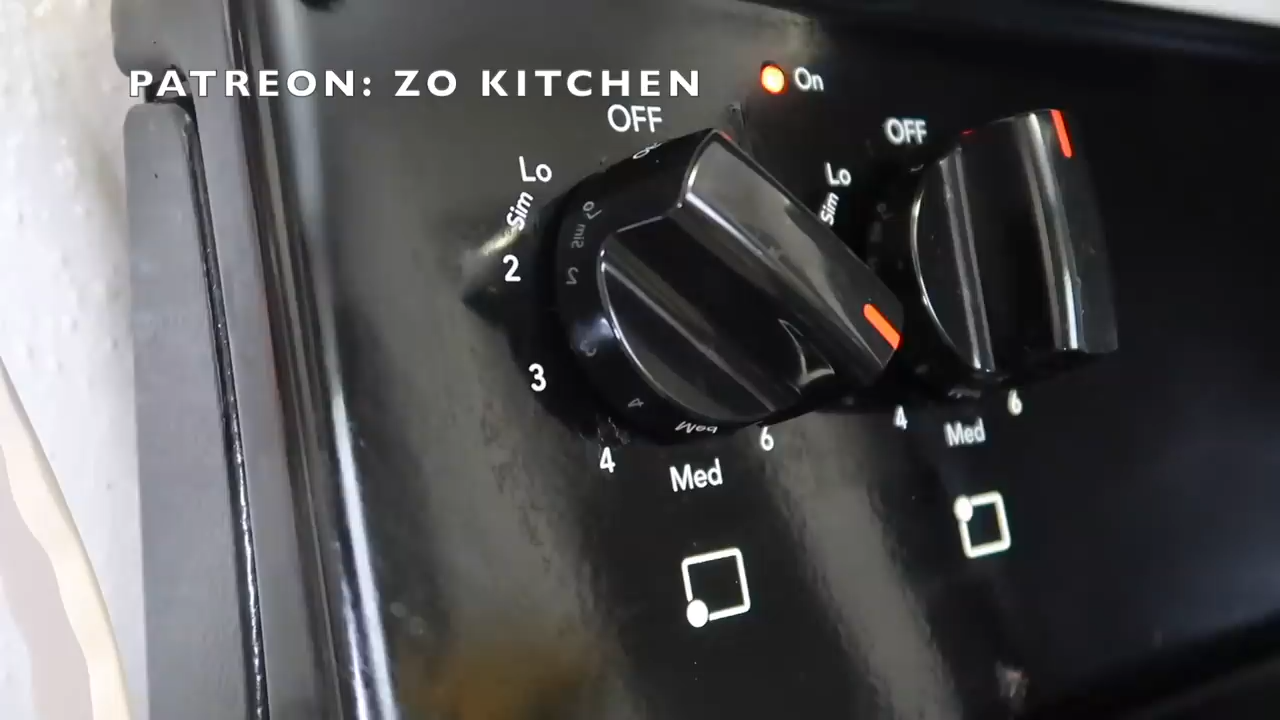 PATREON: ZO KITCHEN
On
OFF
Lo
Sim
2
3
4
Med
6
OFF
Lo
Sim
4
Med
6